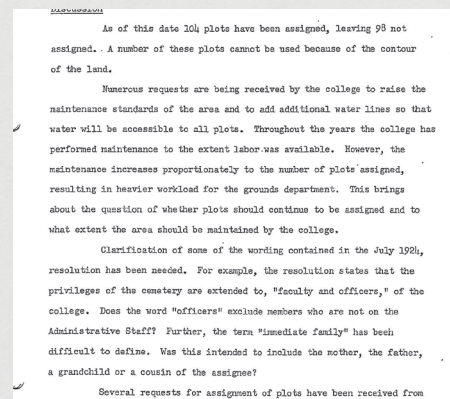 Discussion
As of this date 104 plots have been assigned, leaving 98 not
assigned. A number of these plots cannot be used because of the contour
of the land.
Numerous requests are being received by the college to raise the
maintenance standards of the area and to add additional water lines so that
water will be accessible to all plots. Throughout the years the college has
performed maintenance to the extent labor was available. However, the
maintenance increases proportionately to the number of plots assigned,
resulting in heavier workload for the grounds department. This brings
about the question of whether plots should continue to be assigned and to
what extent the area should be maintained by the college.
Clarification of some of the wording contained in the July 1924,
resolution has been needed. For example, the resolution states that the
privileges of the cemetery are extended to, "faculty and officers," of the
college. Does the word "officers" exclude members who are not on the
Administrative Staff? Further, the term "immediate family" has been
difficult to define. Was this intended to include the mother, the father,
a grandchild or a cousin of the assignee?
Several requests for assignment of plots have been received from